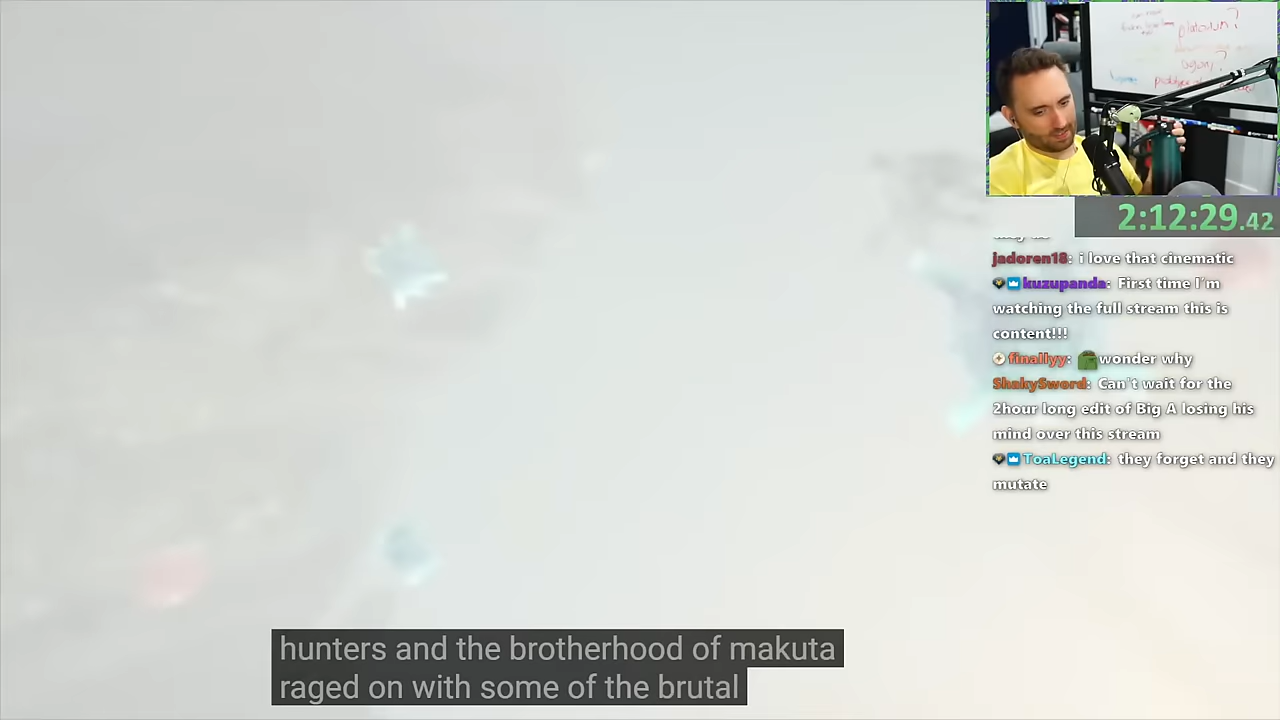 platoon?
2:12:29.42
jadoren18: i love that cinematic
kuzupanda: First time I'm
watching the full stream this is
content!!!
finallyy: wonder why
ShakySword: Can't wait for the
2hour long edit of Big A losing his
mind over this stream
ToaLegend: they forget and they
mutate
hunters and the brotherhood of makuta
raged on with some of the brutal